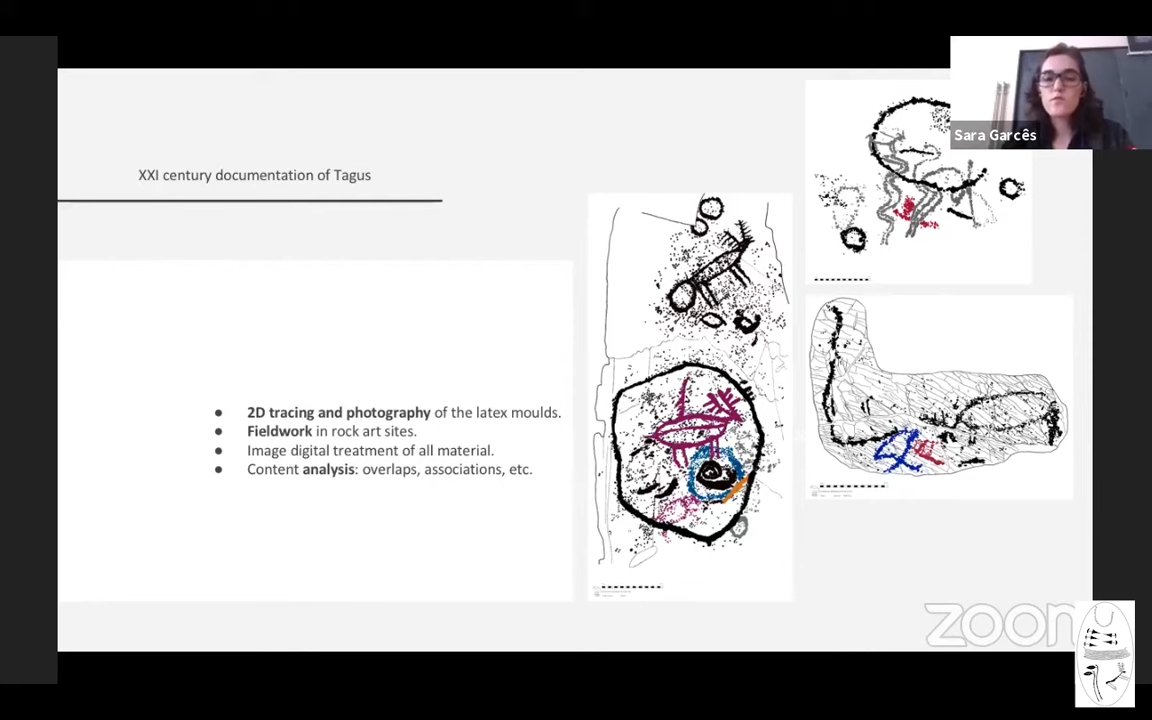 Sara Garcês
XXI century documentation of Tagus
● 2D tracing and photography of the latex moulds.
● Fieldwork in rock art sites.
● Image digital treatment of all material.
● Content analysis: overlaps, associations, etc.
zoom